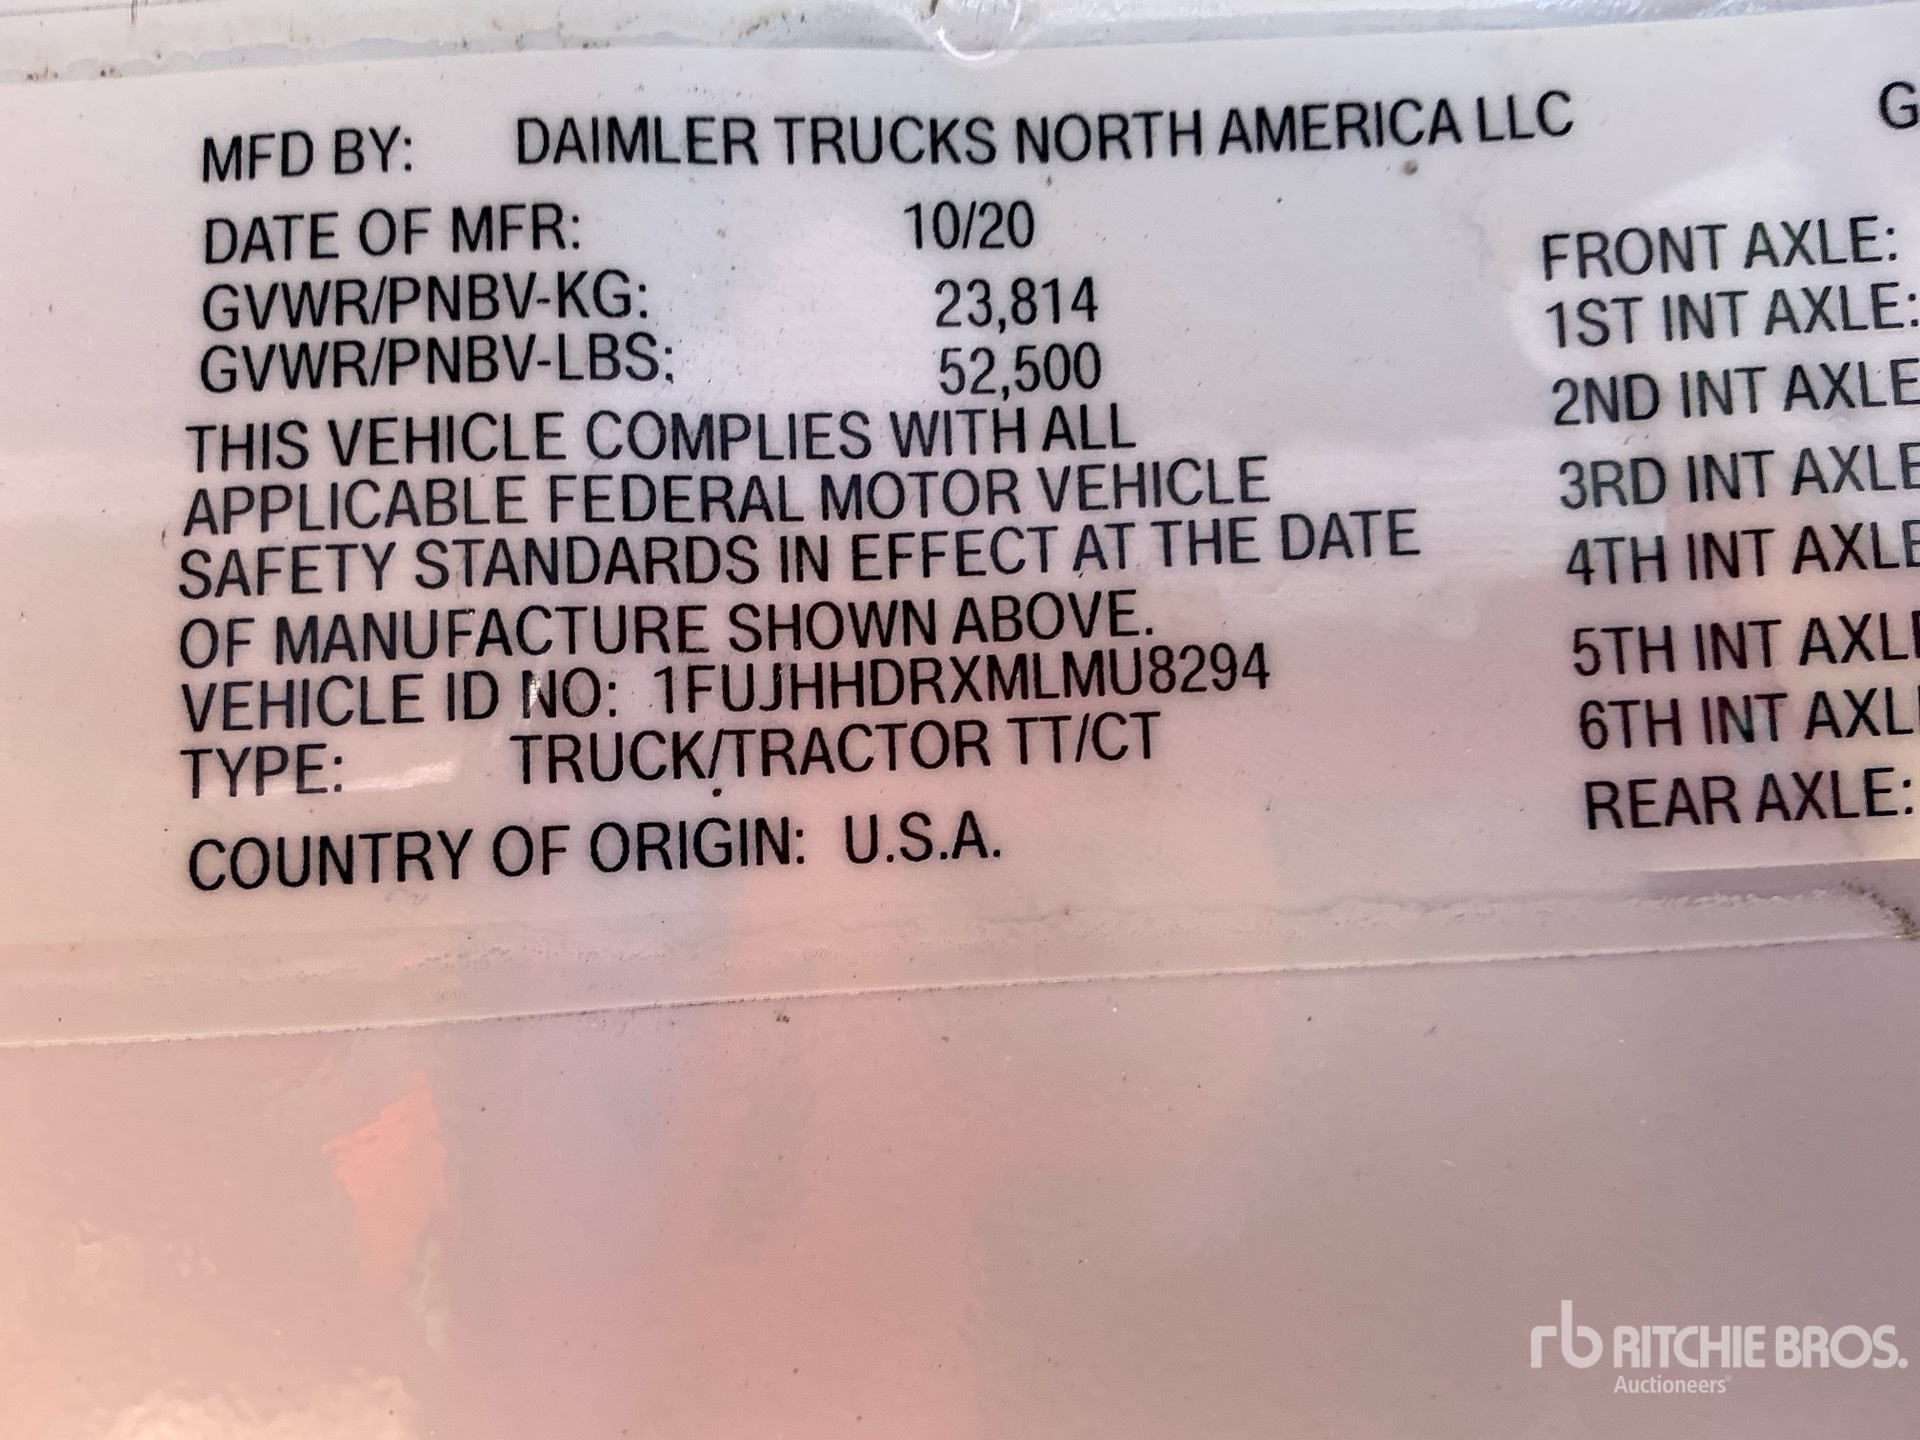 MFD BY: DAIMLER TRUCKS NORTH AMERICA LLC G
DATE OF MFR: 10/20
GVWR/PNBV-KG: 23,814
GVWR/PNBV-LBS: 52,500
THIS VEHICLE COMPLIES WITH ALL
APPLICABLE FEDERAL MOTOR VEHICLE
SAFETY STANDARDS IN EFFECT AT THE DATE
OF MANUFACTURE SHOWN ABOVE.
VEHICLE ID NO: 1FUJHHDRXMLMU8294
TYPE: TRUCK/TRACTOR TT/CT
COUNTRY OF ORIGIN: U.S.A.
FRONT AXLE:
1ST INT AXLE:
2ND INT AXLE
3RD INT AXLE
4TH INT AXLE
5TH INT AXL
6TH INT AXL
REAR AXLE:
rb RITCHIE BROS.
Auctioneers